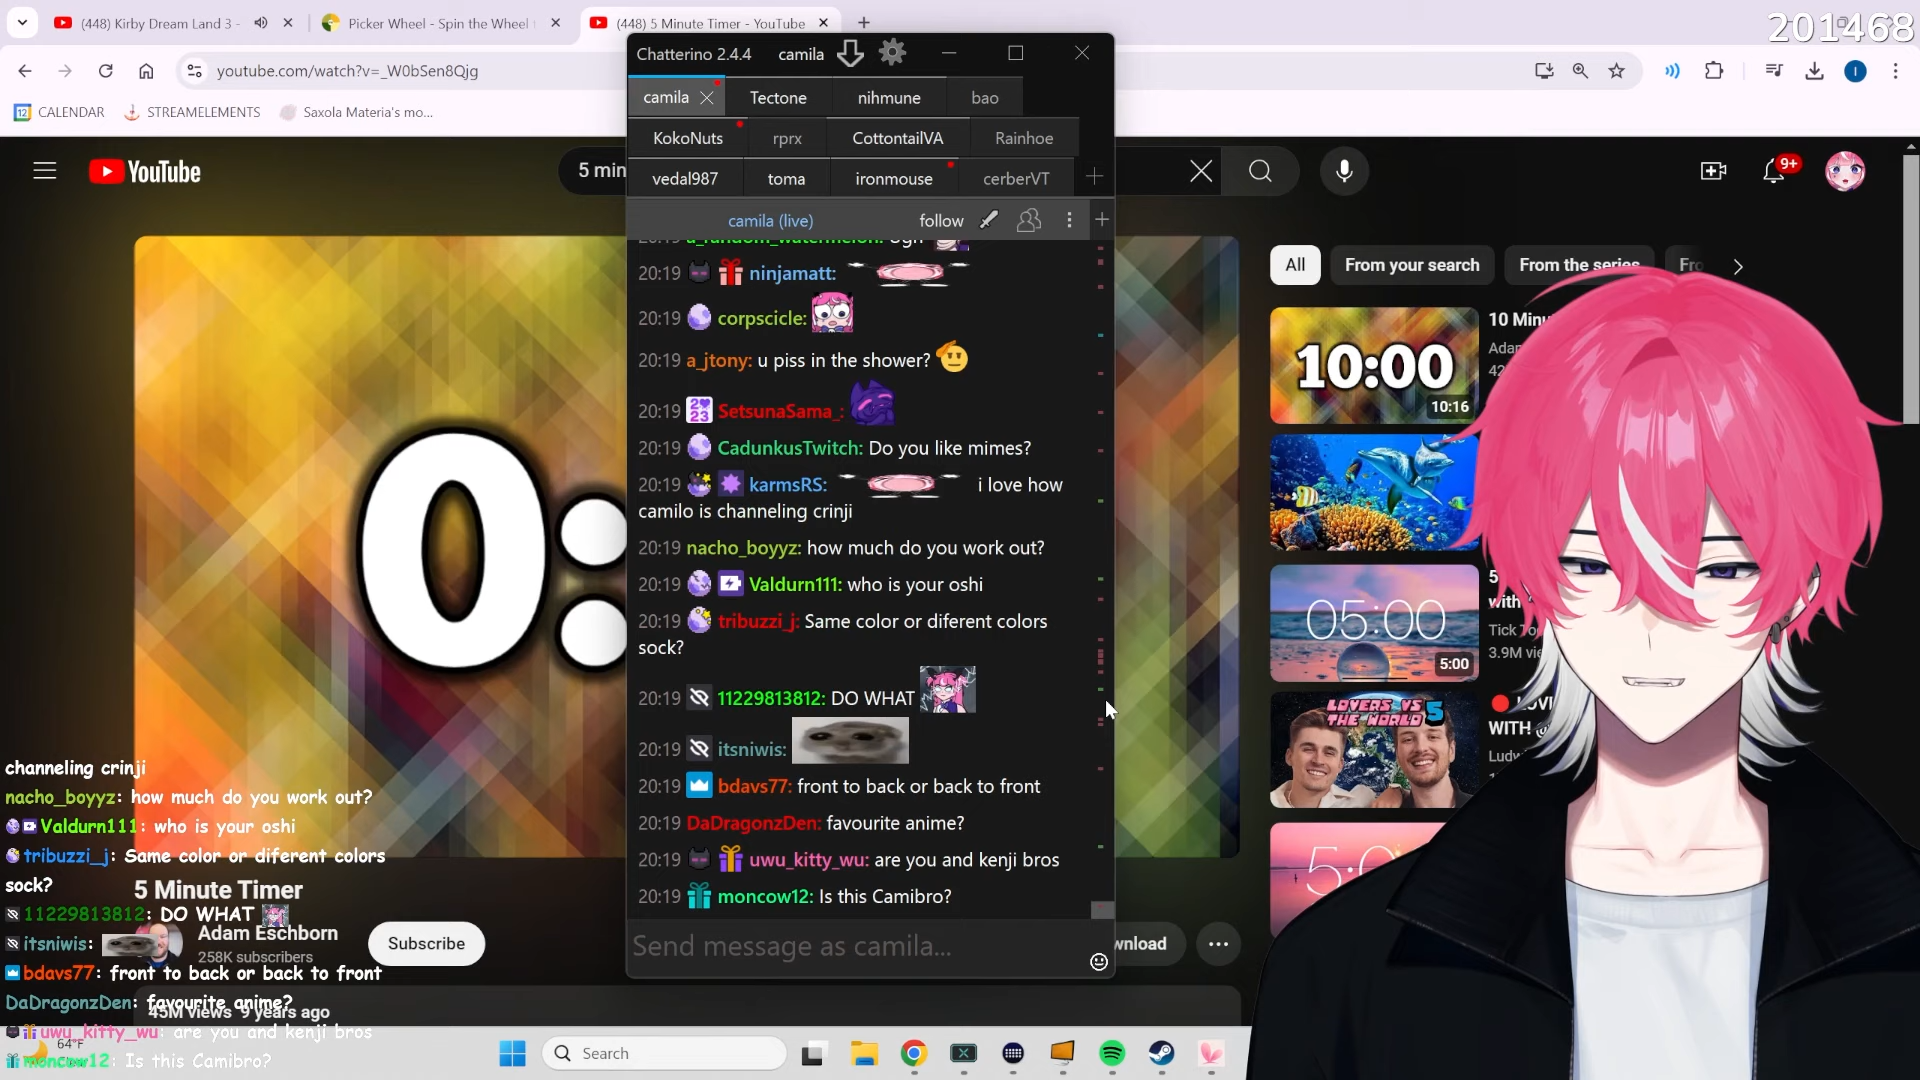 (448) Kirby Dream Land 3 -
Picker Wheel - Spin the Wheel
(448) 5 Minute Timer - YouTube
201468
youtube.com/watch?v=_W0bSen8Qjg
CALENDAR
STREAMELEMENTS
Saxola Materia's mo...
YouTube
5 min
9+
Chatterino 2.4.4
camila
camila
Tectone
nihmune
bao
KokoNuts
rprx
CottontailVA
Rainhoe
vedal987
toma
ironmouse
cerberVT
camila (live)
follow
20:19 ninjamatt:
20:19 corpscicle:
20:19 a_jtony: u piss in the shower?
20:19 SetsunaSama_:
20:19 CadunkusTwitch: Do you like mimes?
20:19 karmsRS: i love how
camilo is channeling crinji
20:19 nacho_boyyz: how much do you work out?
20:19 Valdurn111: who is your oshi
20:19 tribuzzi_j: Same color or diferent colors
sock?
20:19 11229813812: DO WHAT
20:19 itsniwis:
20:19 bdavs77: front to back or back to front
20:19 DaDragonzDen: favourite anime?
20:19 uwu_kitty_wu: are you and kenji bros
20:19 moncow12: Is this Camibro?
Send message as camila...
0:
All
From your search
From the series
Fro
10:00
10:16
10 Minu
Adam
42
05:00
5:00
5
with
Tick To
3.9M vie
LOVERS VS
THE WORLD 5
LOVE
WITH
Ludw
5:0
channeling crinji
nacho_boyyz: how much do you work out?
Valdurn111: who is your oshi
tribuzzi_j: Same color or diferent colors
sock?
11229813812: DO WHAT
itsniwis:
bdavs77: front to back or back to front
DaDragonzDen: favourite anime?
uwu_kitty_wu: are you and kenji bros
moncow12: Is this Camibro?
5 Minute Timer
Adam Eschborn
258K subscribers
Subscribe
wnload
45M views 9 years ago
64°F
Search